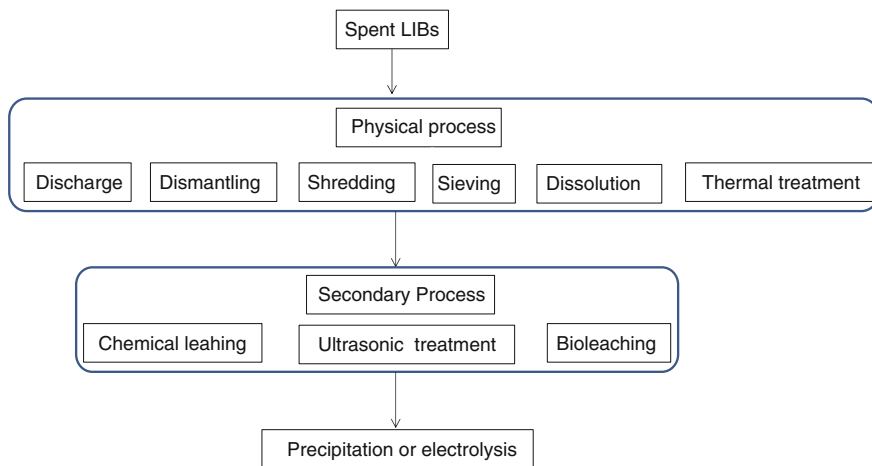 Spent LIBs
Physical process
Discharge
Dismantling
Shredding
Sieving
Dissolution
Thermal treatment
Secondary Process
Chemical leahing
Ultrasonic treatment
Bioleaching
Precipitation or electrolysis